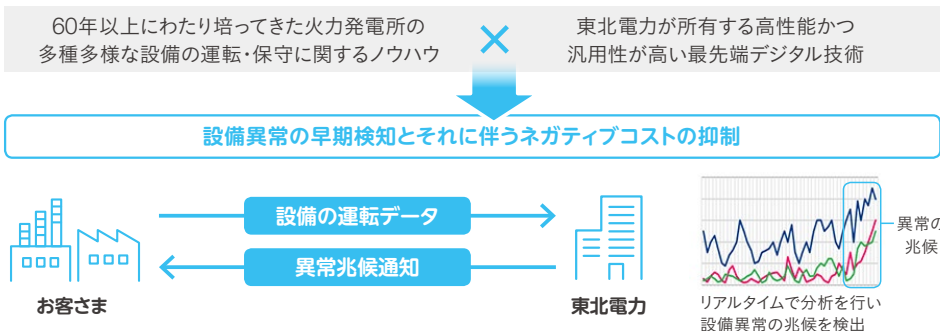 60年以上にわたり培ってきた火力発電所の
多種多様な設備の運転・保守に関するノウハウ
×
東北電力が所有する高性能かつ
汎用性が高い最先端デジタル技術
設備異常の早期検知とそれに伴うネガティブコストの抑制
設備の運転データ
異常兆候通知
お客さま
東北電力
異常の
兆候
リアルタイムで分析を行い
設備異常の兆候を検出